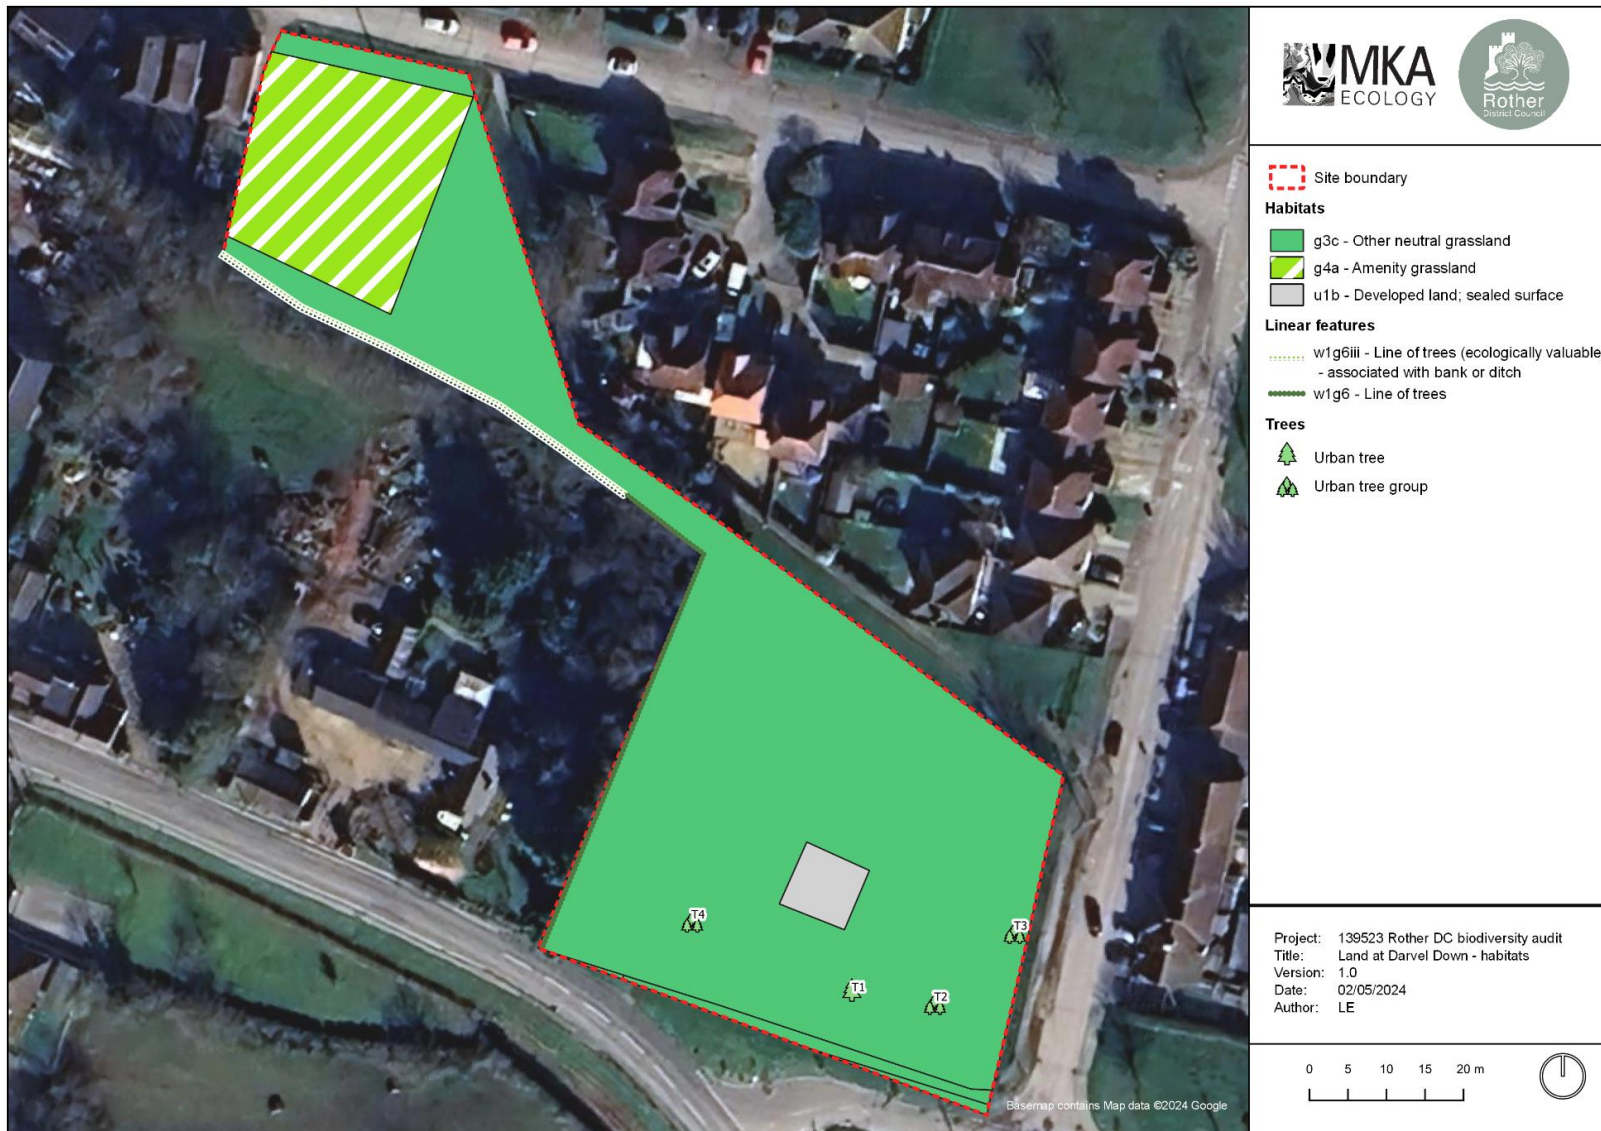 MKA
ECOLOGY
Rother
District Council
Site boundary
Habitats
g3c - Other neutral grassland
g4a - Amenity grassland
u1b - Developed land; sealed surface
Linear features
w1g6iii - Line of trees (ecologically valuable
- associated with bank or ditch
w1g6 - Line of trees
Trees
Urban tree
Urban tree group
T4
T3
T1
T2
Project: 139523 Rother DC biodiversity audit
Title: Land at Darvel Down - habitats
Version: 1.0
Date: 02/05/2024
Author: LE
0 5 10 15 20 m
Basemap contains Map data ©2024 Google